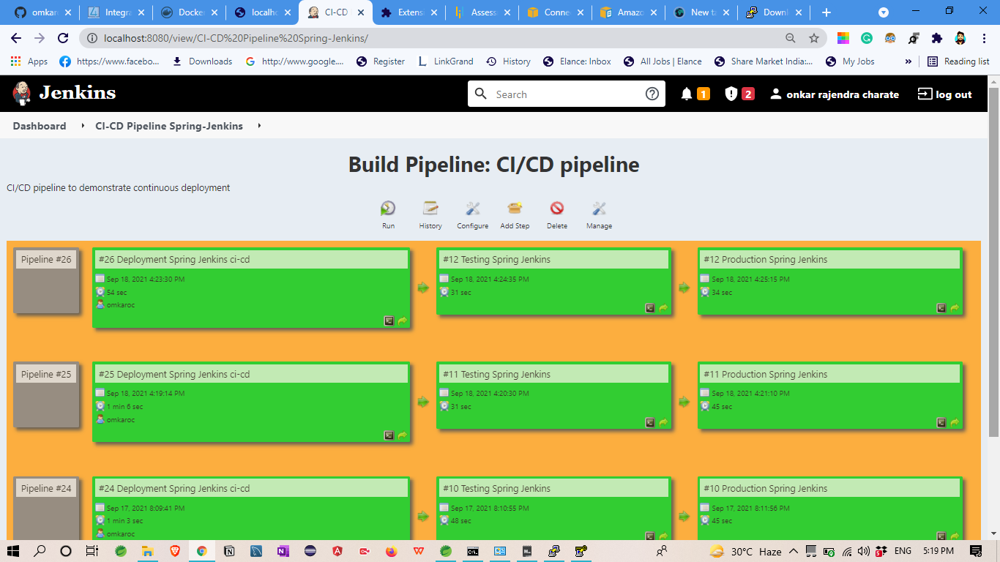 omkar
Integra
Docke
localho
CI-CD
Extens
Assess
Conne
Amazo
New ta
Downl
localhost:8080/view/CI-CD%20Pipeline%20Spring-Jenkins/
Apps
https://www.facebo...
Downloads
http://www.google....
Register
LinkGrand
History
Elance: Inbox
All Jobs | Elance
Share Market India:...
My Jobs
»
Reading list
Jenkins
Search
1
2
onkar rajendra charate
log out
Dashboard
CI-CD Pipeline Spring-Jenkins
Build Pipeline: CI/CD pipeline
CI/CD pipeline to demonstrate continuous deployment
Run
History
Configure
Add Step
Delete
Manage
Pipeline #26
#26 Deployment Spring Jenkins ci-cd
Sep 18, 2021 4:23:30 PM
54 sec
omkaroc
#12 Testing Spring Jenkins
Sep 18, 2021 4:24:35 PM
31 sec
#12 Production Spring Jenkins
Sep 18, 2021 4:25:15 PM
34 sec
Pipeline #25
#25 Deployment Spring Jenkins ci-cd
Sep 18, 2021 4:19:14 PM
1 min 6 sec
omkaroc
#11 Testing Spring Jenkins
Sep 18, 2021 4:20:30 PM
31 sec
#11 Production Spring Jenkins
Sep 18, 2021 4:21:10 PM
45 sec
Pipeline #24
#24 Deployment Spring Jenkins ci-cd
Sep 17, 2021 8:09:41 PM
1 min 3 sec
omkaroc
#10 Testing Spring Jenkins
Sep 17, 2021 8:10:55 PM
48 sec
#10 Production Spring Jenkins
Sep 17, 2021 8:11:56 PM
45 sec
30°C Haze
ENG
5:19 PM